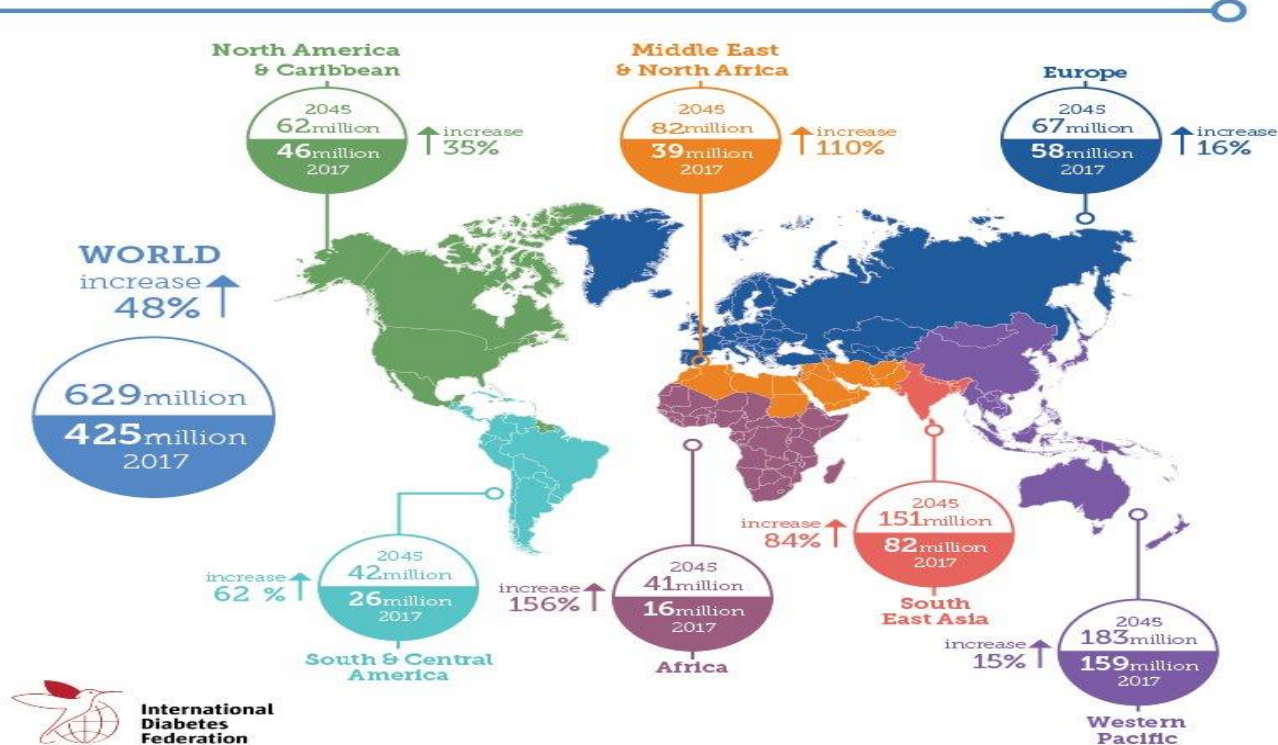 North America
& Caribbean
2045
62million
46million
2017
increase
35%
Middle East
& North Africa
2045
82million
39million
2017
increase
110%
Europe
2045
67million
58million
2017
increase
16%
WORLD
increase
48%
629million
425million
2017
2045
42million
26million
2017
increase
62 %
South & Central
America
2045
41million
16million
2017
increase
156%
Africa
2045
151million
82million
2017
increase
84%
South
East Asia
2045
183million
159million
2017
increase
15%
Western
Pacific
International
Diabetes
Federation